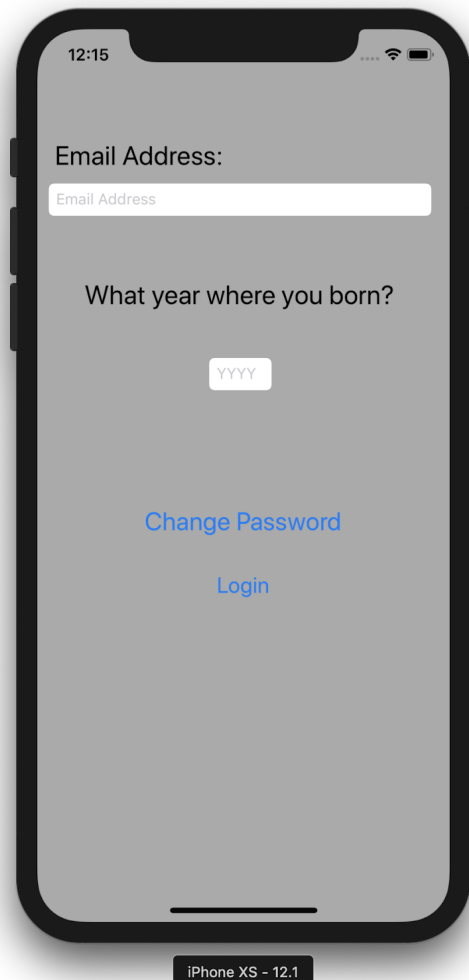 12:15
Email Address:
Email Address
What year where you born?
YYYY
Change Password
Login
iPhone XS - 12.1